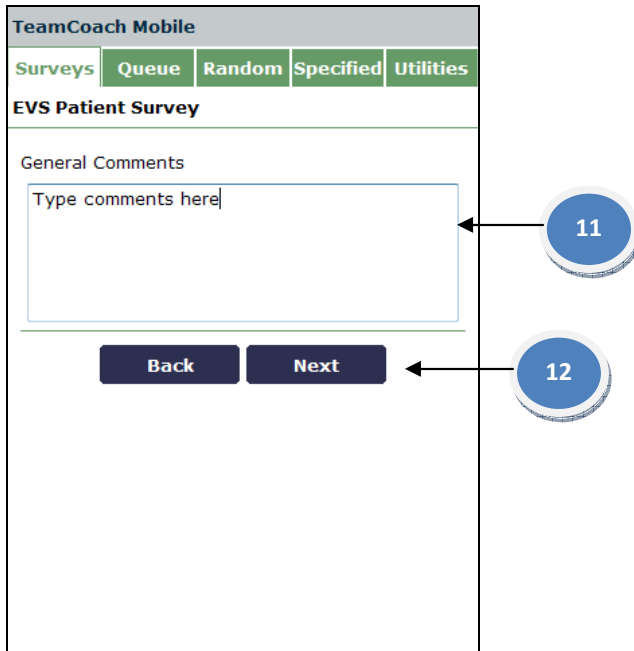 TeamCoach Mobile
Surveys Queue Random Specified Utilities
EVS Patient Survey
General Comments
Type comments here
11
Back Next
12